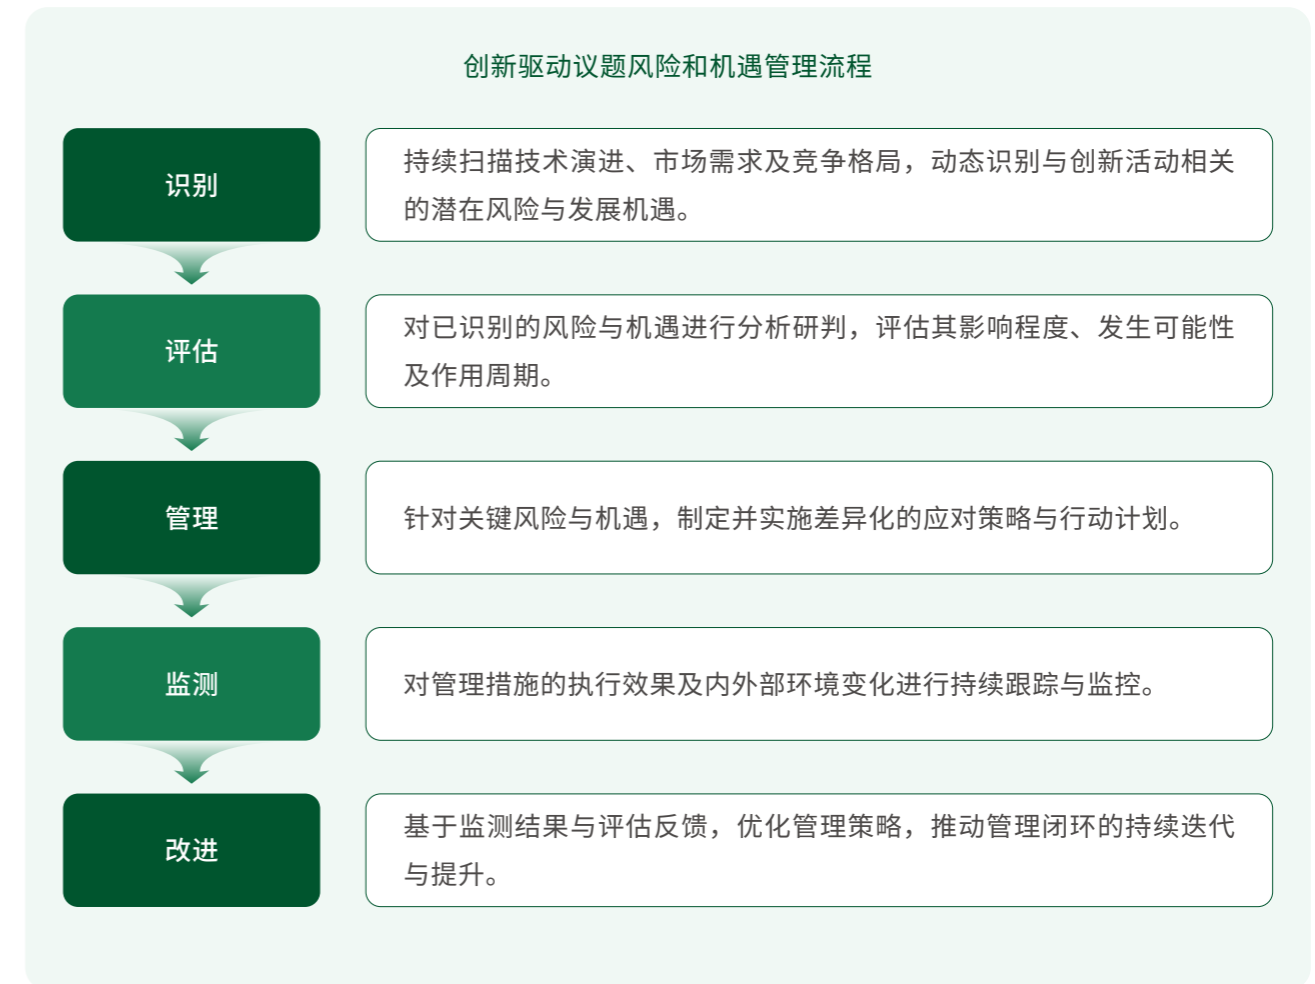 创新驱动议题风险和机遇管理流程
识别
持续扫描技术演进、市场需求及竞争格局，动态识别与创新活动相关
的潜在风险与发展机遇。
评估
对已识别的风险与机遇进行分析研判，评估其影响程度、发生可能性
及作用周期。
管理
针对关键风险与机遇，制定并实施差异化的应对策略与行动计划。
监测
对管理措施的执行效果及内外部环境变化进行持续跟踪与监控。
改进
基于监测结果与评估反馈，优化管理策略，推动管理闭环的持续迭代
与提升。